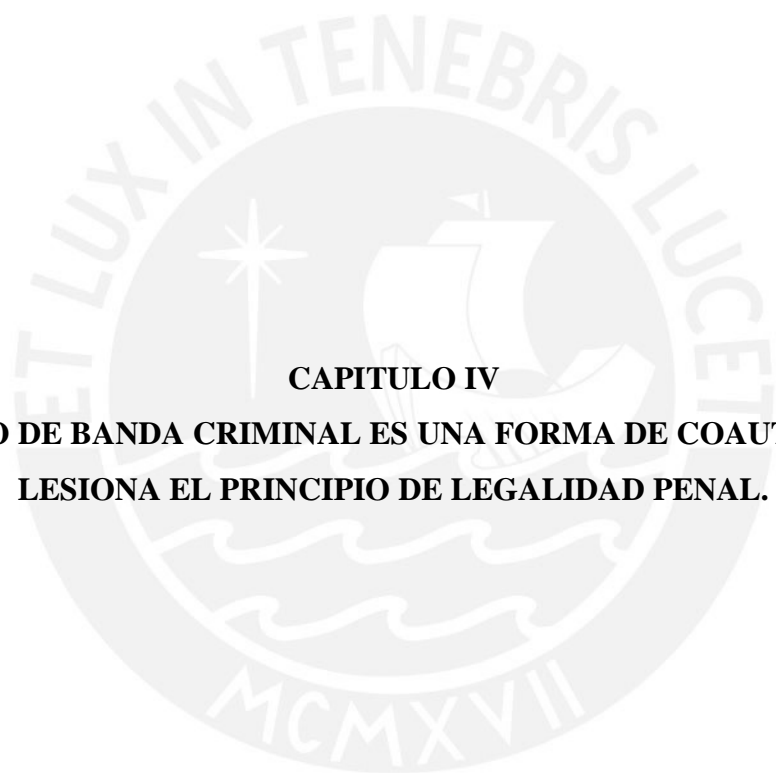 ET LUX IN TENEBRIS LUCET
MCMXVII
CAPITULO IV
DE BANDA CRIMINAL ES UNA FORMA DE
LESIONA EL PRINCIPIO DE LEGALIDAD PENAL.